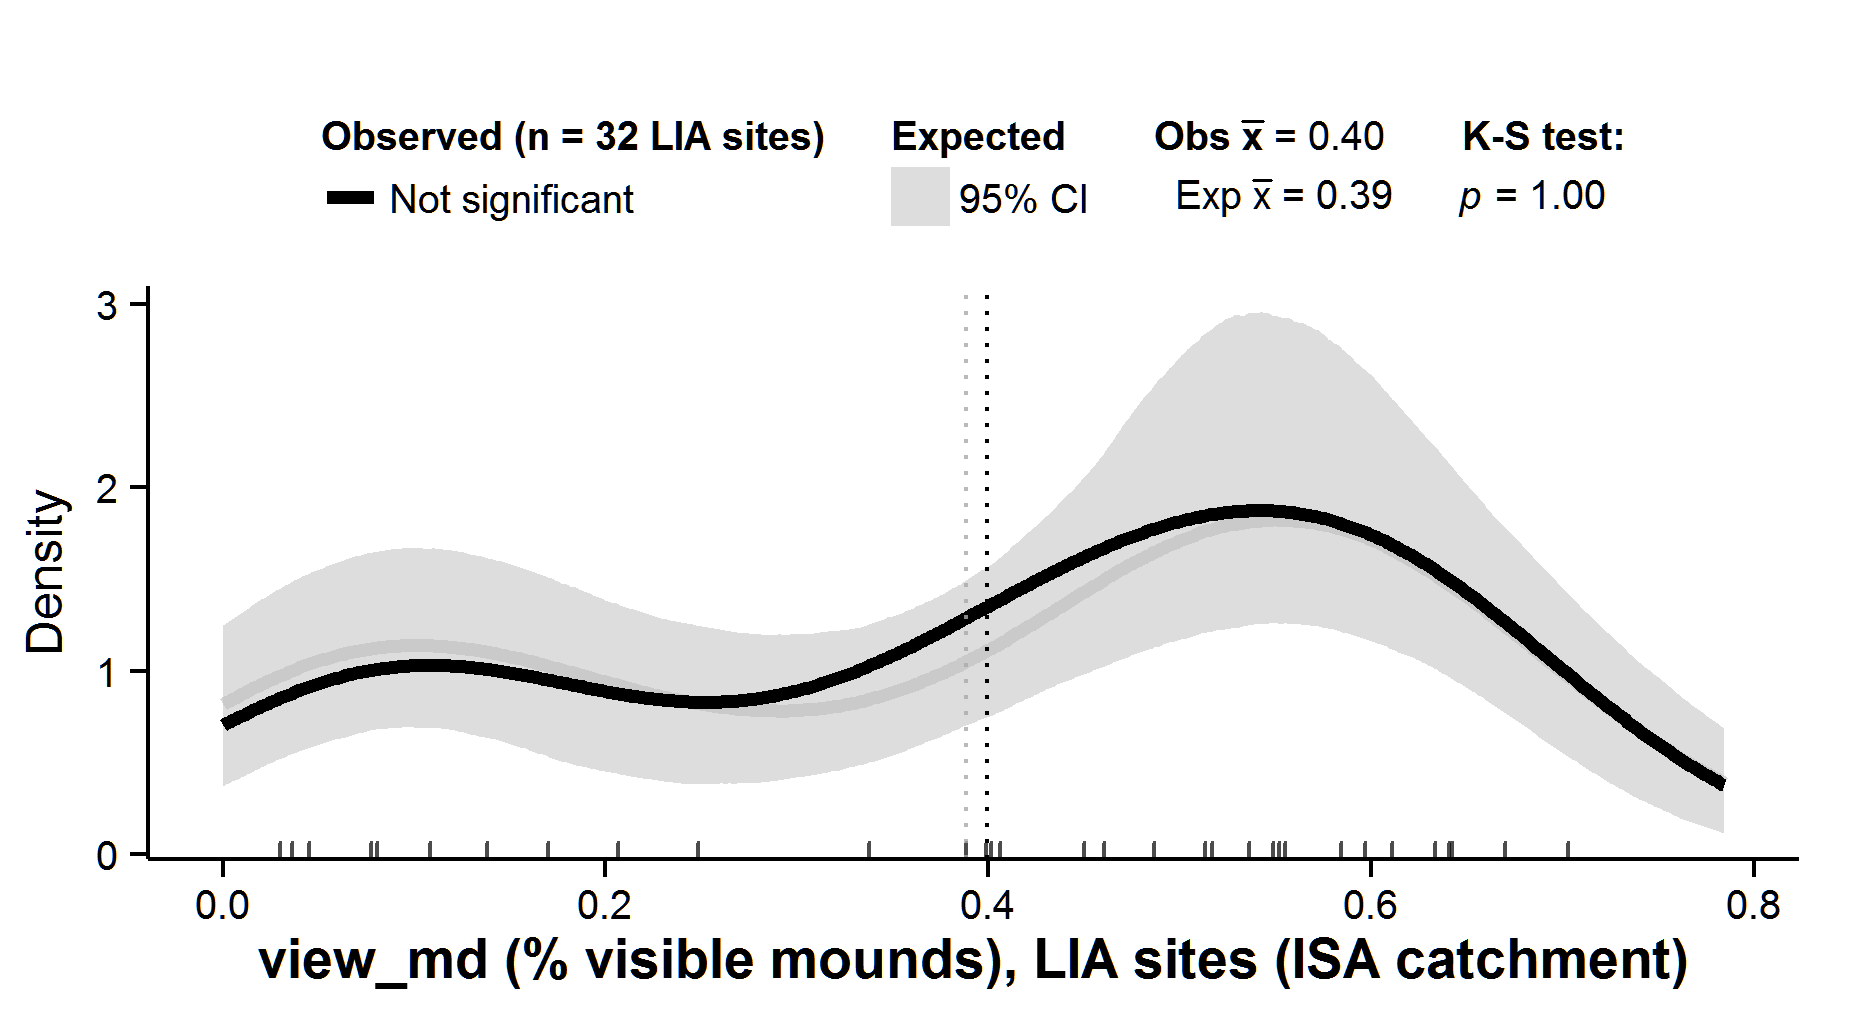 Observed (n = 32 LIA sites) Expected Obs x̅ = 0.40 K-S test:
Not significant 95% CI Exp x̅ = 0.39 p = 1.00
3
2
1
0
Density
0.0 0.2 0.4 0.6 0.8
view_md (% visible mounds), LIA sites (ISA catchment)